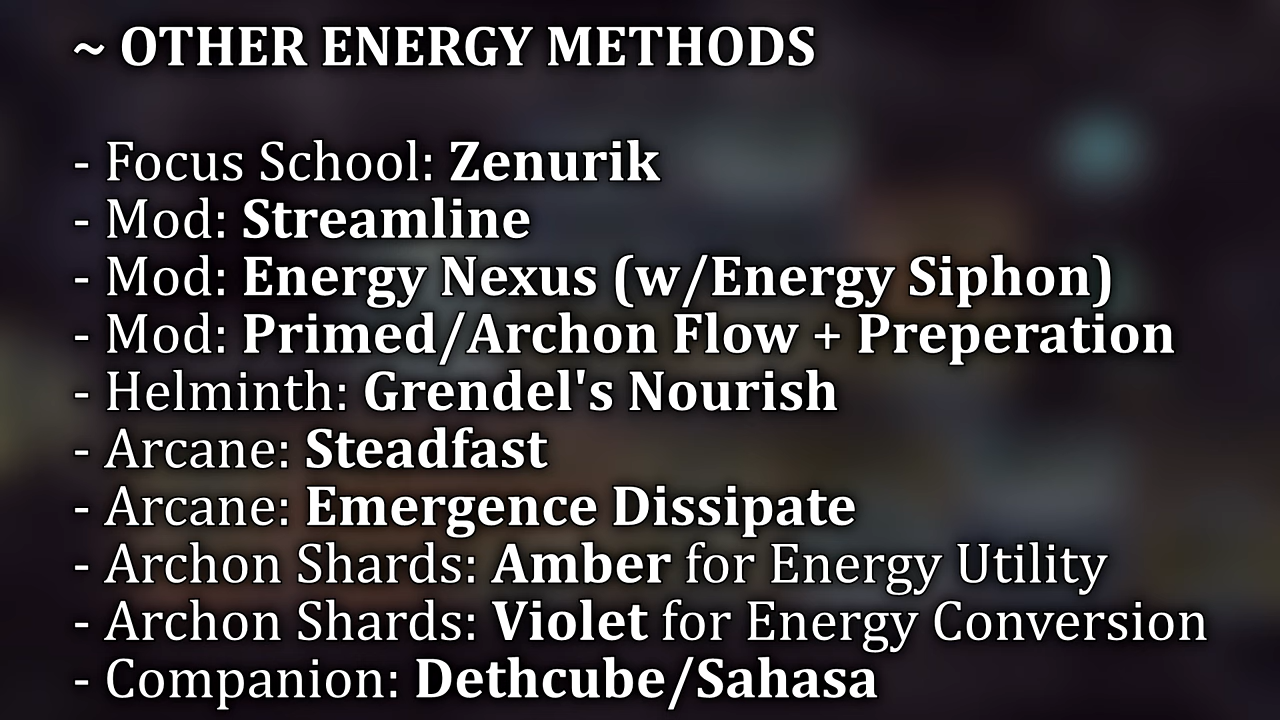 ~ OTHER ENERGY METHODS
- Focus School: Zenurik
- Mod: Streamline
- Mod: Energy Nexus (w/Energy Siphon)
- Mod: Primed/Archon Flow + Preperation
- Helminth: Grendel's Nourish
- Arcane: Steadfast
- Arcane: Emergence Dissipate
- Archon Shards: Amber for Energy Utility
- Archon Shards: Violet for Energy Conversion
- Companion: Dethcube/Sahasa